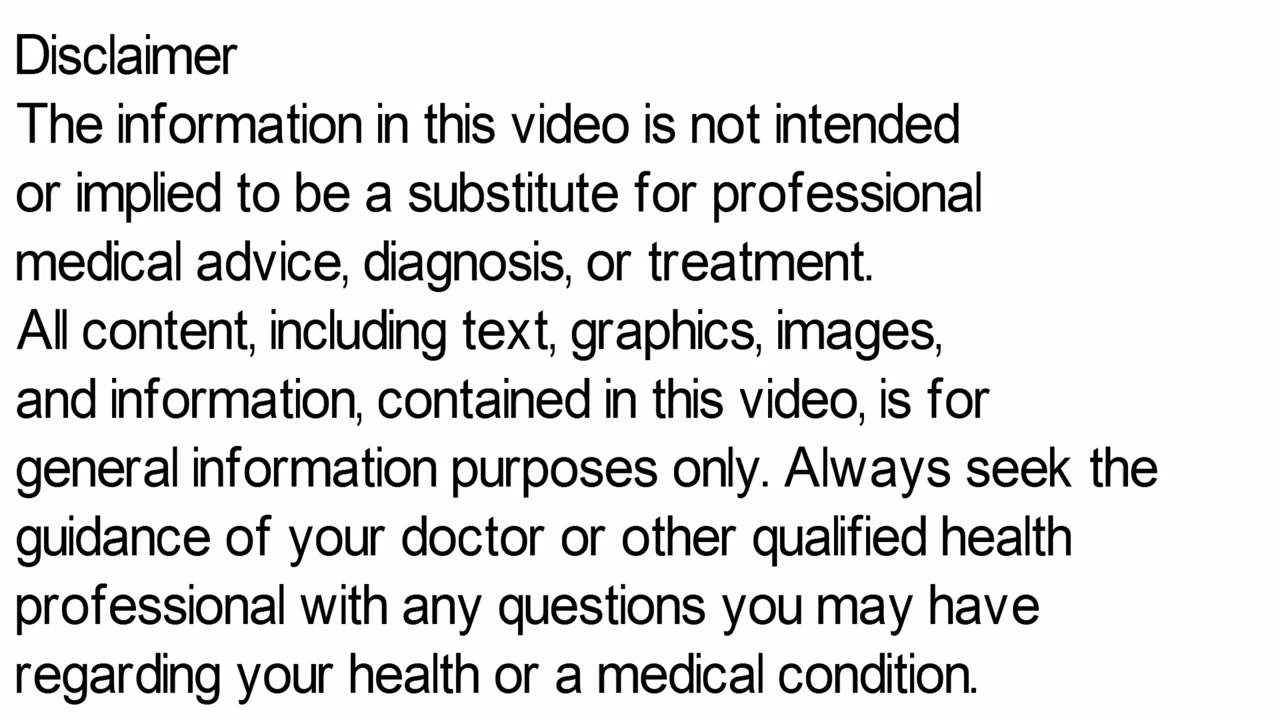 Disclaimer
The information in this video is not intended
or implied to be a substitute for professional
medical advice, diagnosis, or treatment.
All content, including text, graphics, images,
and information, contained in this video, is for
general information purposes only. Always seek the
guidance of your doctor or other qualified health
professional with any questions you may have
regarding your health or a medical condition.